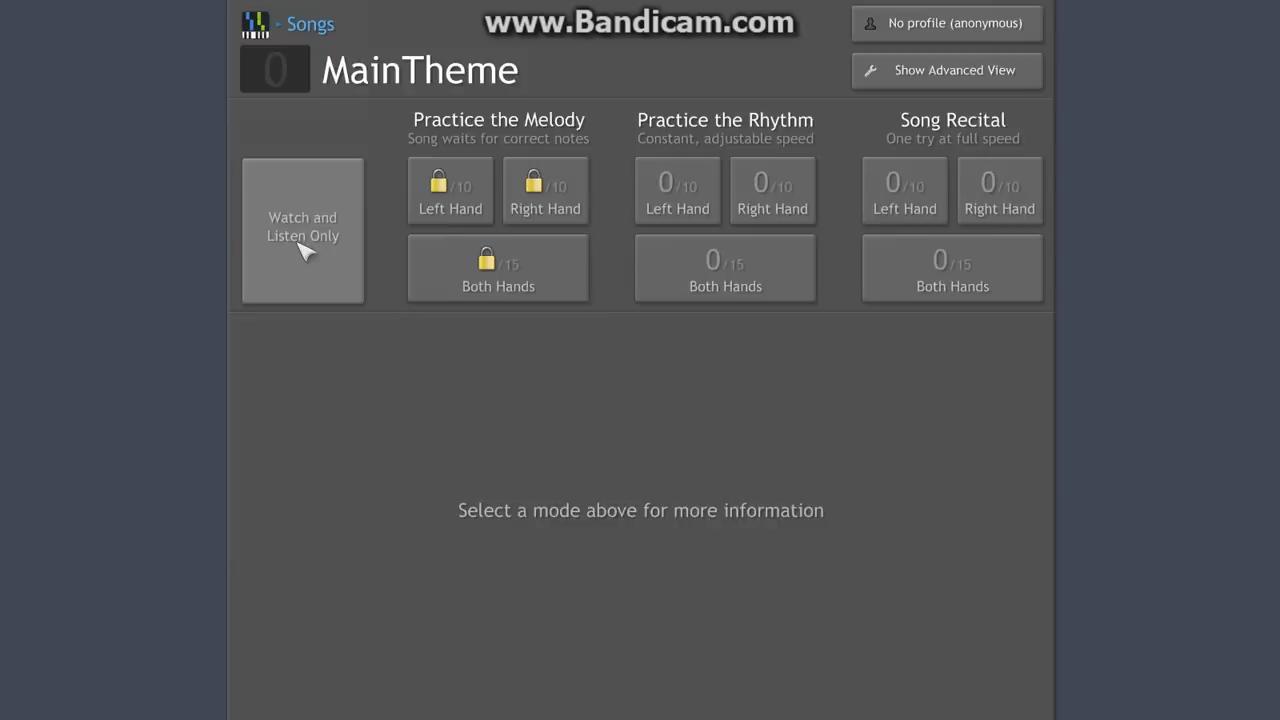 www.Bandicam.com
Songs
No profile (anonymous)
0
MainTheme
Show Advanced View
Practice the Melody
Song waits for correct notes
Practice the Rhythm
Constant, adjustable speed
Song Recital
One try at full speed
Watch and
Listen Only
/10
Left Hand
/10
Right Hand
0/10
Left Hand
0/10
Right Hand
0/10
Left Hand
0/10
Right Hand
/15
Both Hands
0/15
Both Hands
0/15
Both Hands
Select a mode above for more information